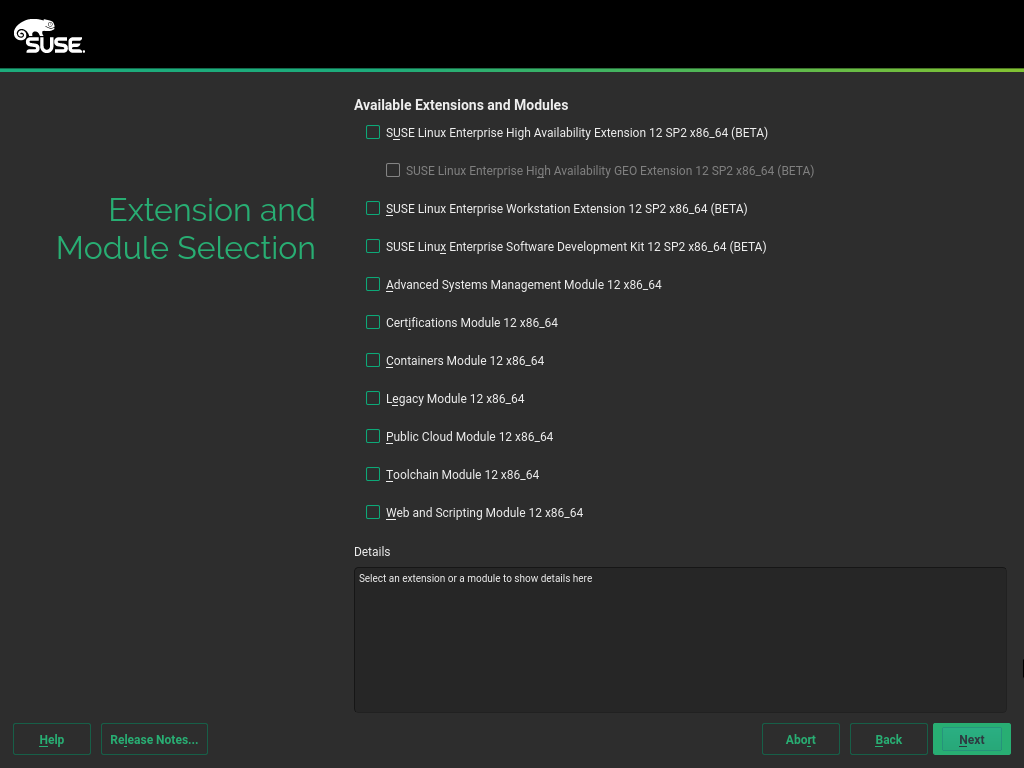 SUSE.
Available Extensions and Modules
SUSE Linux Enterprise High Availability Extension 12 SP2 x86_64 (BETA)
SUSE Linux Enterprise High Availability GEO Extension 12 SP2 x86_64 (BETA)
SUSE Linux Enterprise Workstation Extension 12 SP2 x86_64 (BETA)
SUSE Linux Enterprise Software Development Kit 12 SP2 x86_64 (BETA)
Advanced Systems Management Module 12 x86_64
Certifications Module 12 x86_64
Containers Module 12 x86_64
Legacy Module 12 x86_64
Public Cloud Module 12 x86_64
Toolchain Module 12 x86_64
Web and Scripting Module 12 x86_64
Extension and
Module Selection
Details
Select an extension or a module to show details here
Help
Release Notes...
Abort
Back
Next